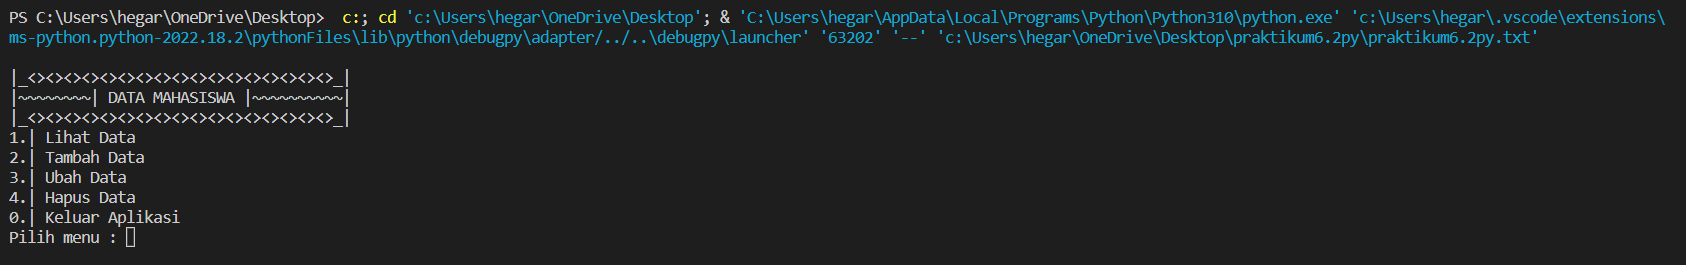 PS C:\Users\hegar\OneDrive\Desktop>  c:; cd 'c:\Users\hegar\OneDrive\Desktop'; & 'C:\Users\hegar\AppData\Local\Programs\Python\Python310\python.exe' 'c:\Users\hegar\.vscode\extensions\
ms-python.python-2022.18.2\pythonFiles\lib\python\debugpy\adapter/../..\debugpy\launcher' '63202' '--' 'c:\Users\hegar\OneDrive\Desktop\praktikum6.2py\praktikum6.2py.txt'
|_<><><><><><><><><><><><><><><><><>_|
|~~~~~~~~| DATA MAHASISWA |~~~~~~~~~~|
|_<><><><><><><><><><><><><><><><><>_|
1.| Lihat Data
2.| Tambah Data
3.| Ubah Data
4.| Hapus Data
0.| Keluar Aplikasi
Pilih menu :